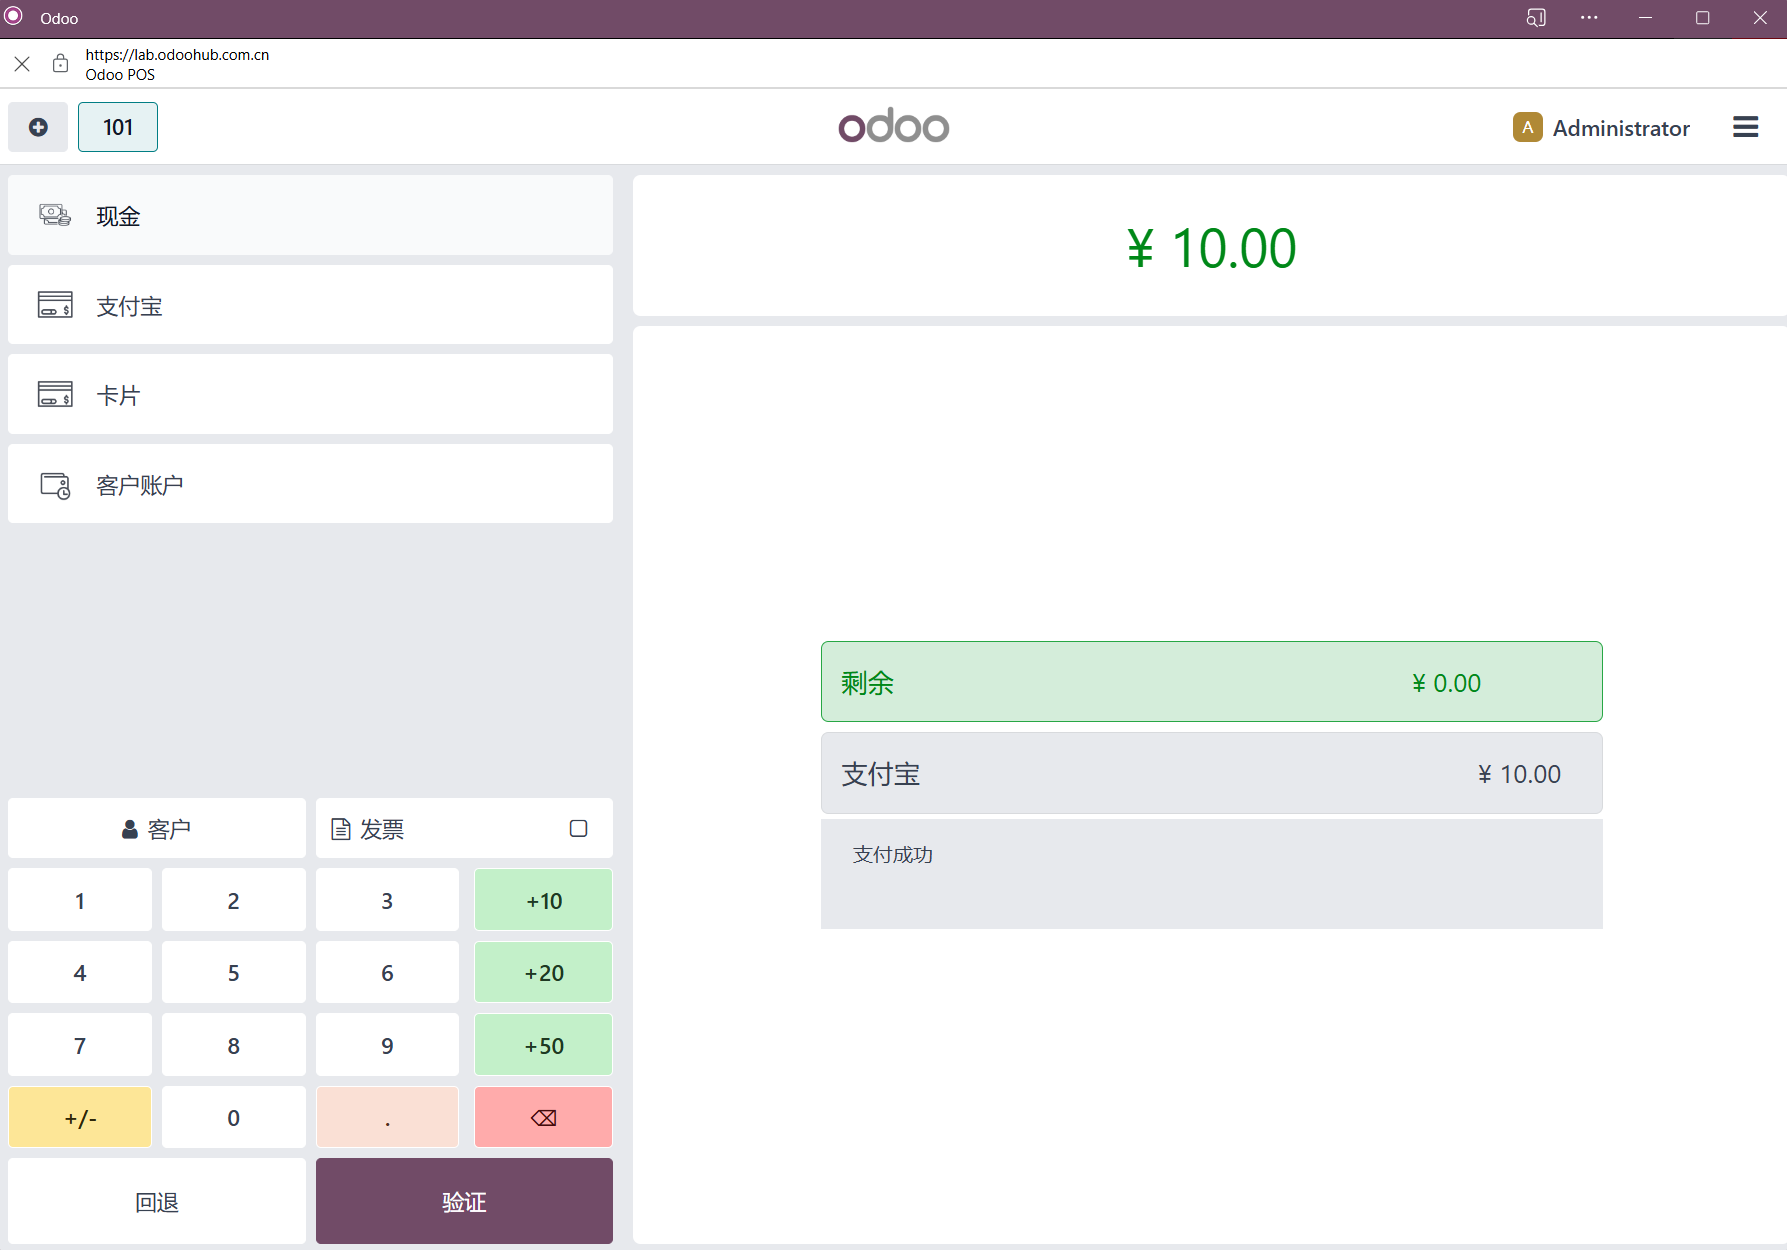 Odoo
https://lab.odoohub.com.cn
Odoo POS
101
odoo
A Administrator
现金
支付宝
卡片
客户账户
¥ 10.00
剩余 ¥ 0.00
支付宝 ¥ 10.00
支付成功
客户 发票
1 2 3 +10
4 5 6 +20
7 8 9 +50
+/- 0 . ⌫
回退 验证